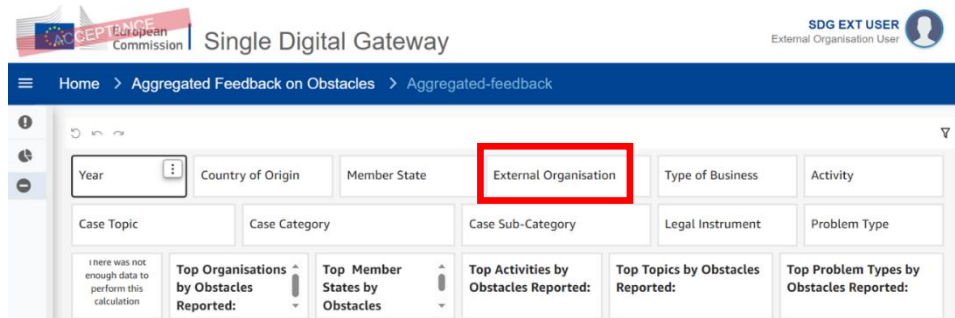 ACCEPTANCE
European
Commission
Single Digital Gateway
SDG EXT USER
External Organisation User
Home > Aggregated Feedback on Obstacles > Aggregated-feedback
Year Country of Origin Member State External Organisation Type of Business Activity
Case Topic Case Category Case Sub-Category Legal Instrument Problem Type
There was not
enough data to
perform this
calculation
Top Organisations
by Obstacles
Reported:
Top Member
States by
Obstacles
Top Activities by
Obstacles Reported:
Top Topics by Obstacles
Reported:
Top Problem Types by
Obstacles Reported: